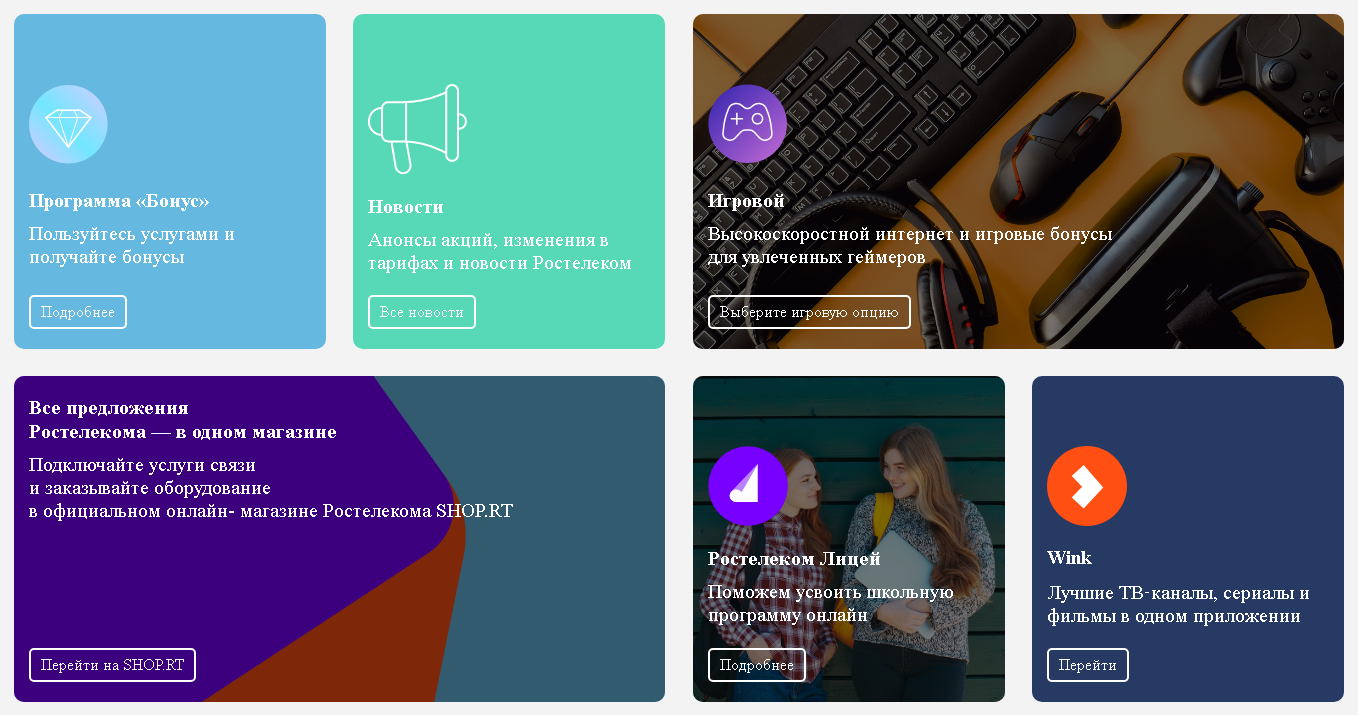 Программа «Бонус»
Пользуйтесь услугами и
получайте бонусы
Подробнее
Новости
Анонсы акций, изменения в
тарифах и новости Ростелеком
Все новости
Игровой
Высокоскоростной интернет и игровые бонусы
для увлеченных геймеров
Выберите игровую опцию
Все предложения
Ростелекома — в одном магазине
Подключайте услуги связи
и заказывайте оборудование
в официальном онлайн- магазине Ростелекома SHOP.RT
Перейти на SHOP.RT
Ростелеком Лицей
Поможем усвоить школьную
программу онлайн
Подробнее
Wink
Лучшие ТВ-каналы, сериалы и
фильмы в одном приложении
Перейти